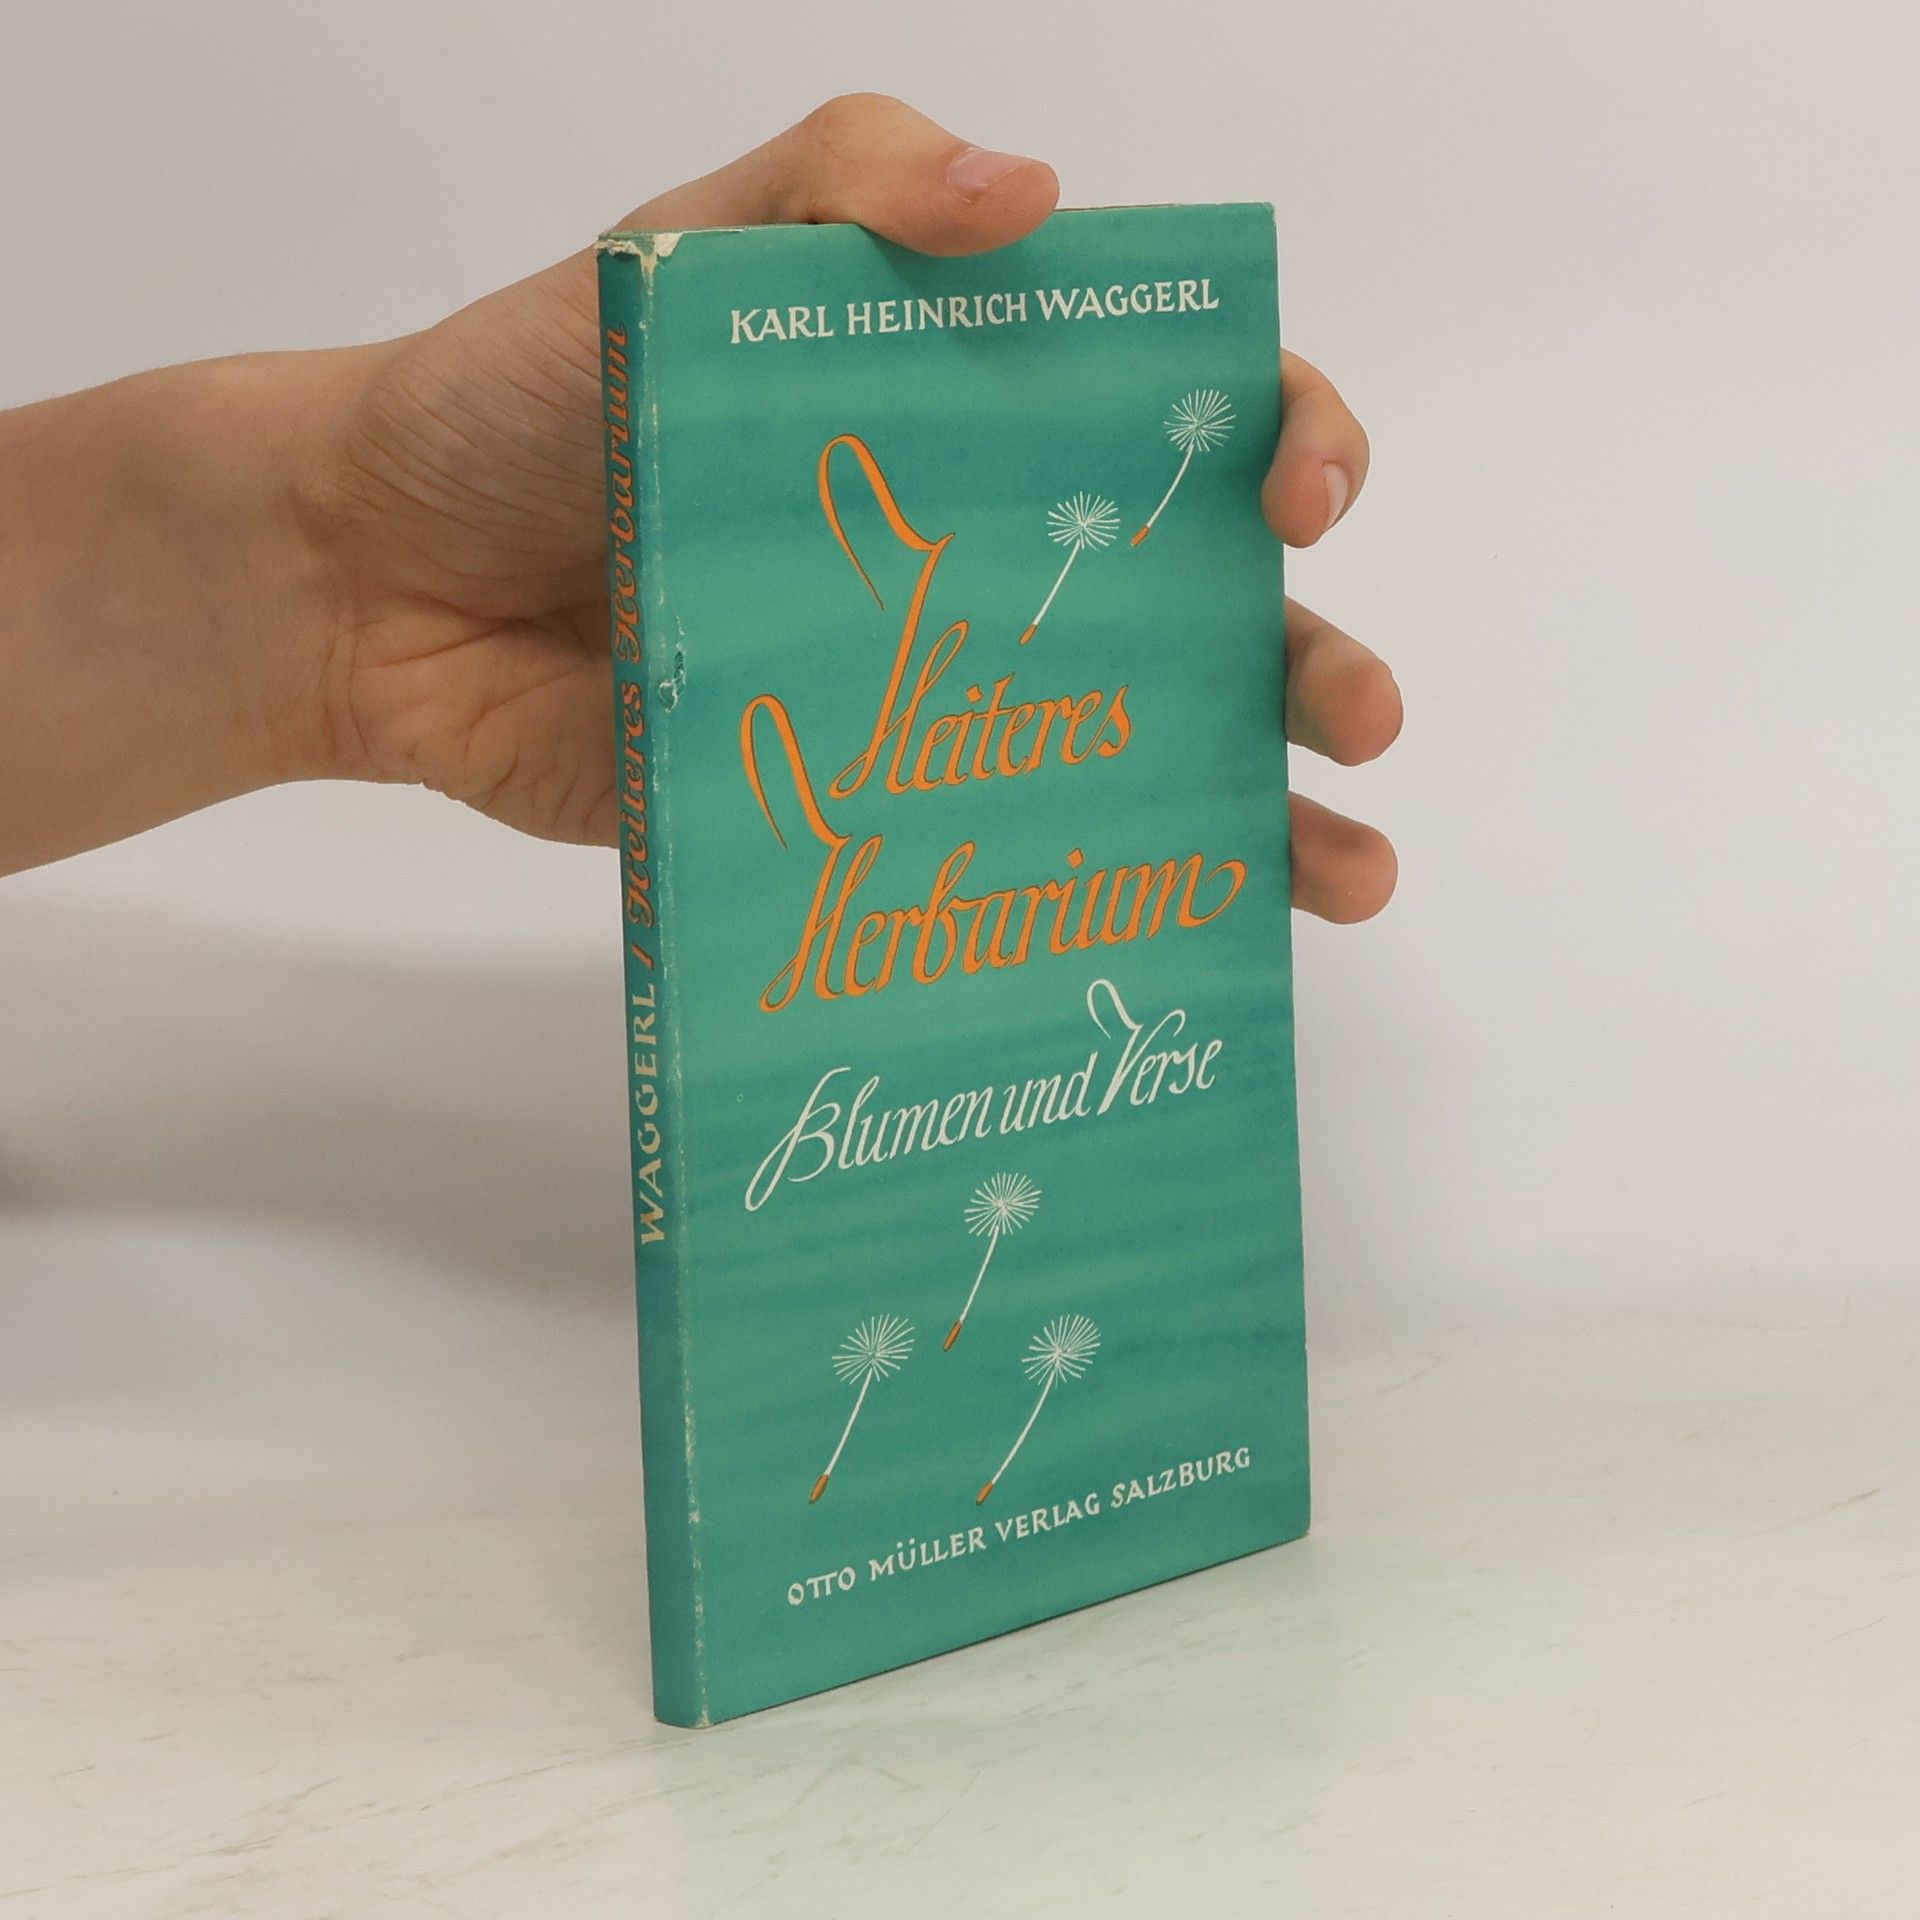 KARL HEINRICH WAGGERL
Heiteres
Herbarium
Blumen und Verse
OTTO MÜLLER VERLAG SALZBURG
WAGGERL / Heiteres Herbarium